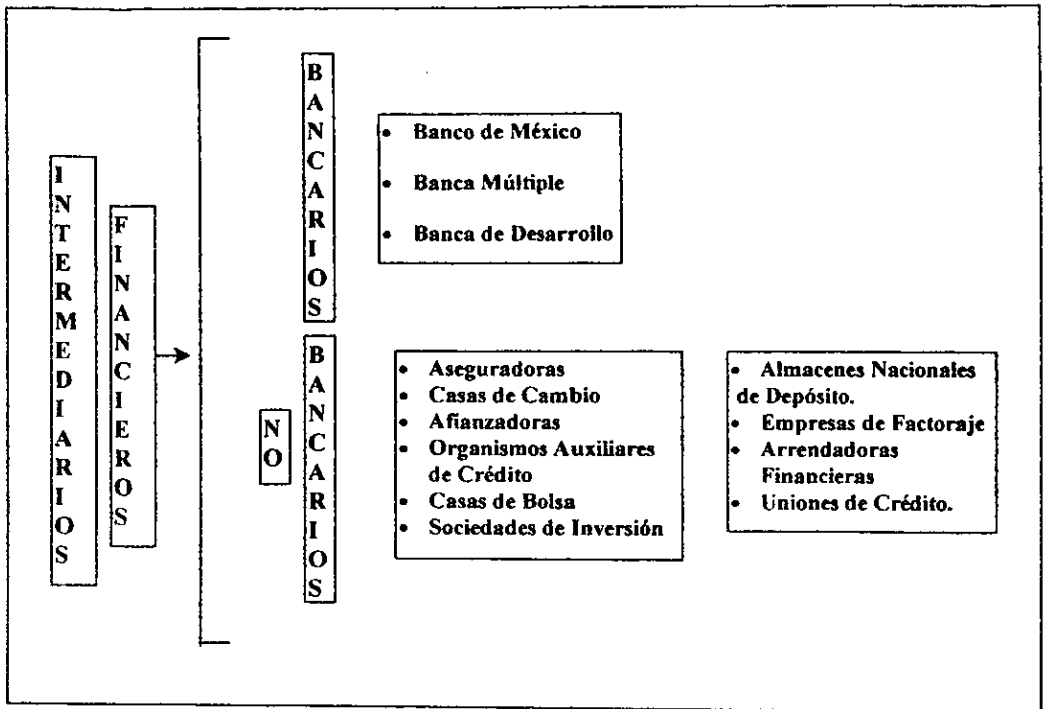 INTERMEDIARIOS
FINANCIEROS
BANCARIOS
• Banco de México
• Banca Múltiple
• Banca de Desarrollo
NO
BANCARIOS
• Aseguradoras
• Casas de Cambio
• Afianzadoras
• Organismos Auxiliares
de Crédito
• Casas de Bolsa
• Sociedades de Inversión
• Almacenes Nacionales
de Depósito.
• Empresas de Factoraje
• Arrendadoras
Financieras
• Uniones de Crédito.